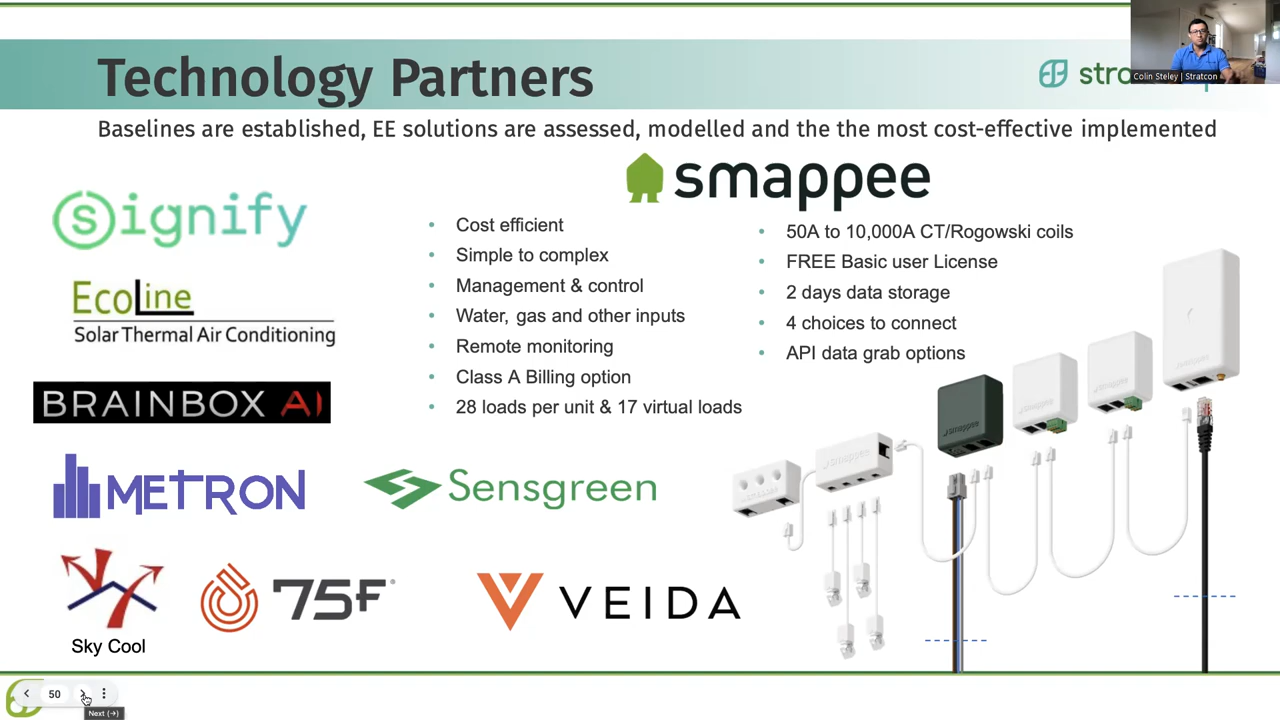 Technology Partners
stra
Colin Steley | Stratcon
Baselines are established, EE solutions are assessed, modelled and the the most cost-effective implemented
smappee
signify
EcoLine
Solar Thermal Air Conditioning
BRAINBOX AI
METRON
Sensgreen
Sky Cool
75F
VEIDA
• Cost efficient
• Simple to complex
• Management & control
• Water, gas and other inputs
• Remote monitoring
• Class A Billing option
• 28 loads per unit & 17 virtual loads
• 50A to 10,000A CT/Rogowski coils
• FREE Basic user License
• 2 days data storage
• 4 choices to connect
• API data grab options
smappee
smappee
smappee
50
Next (→)